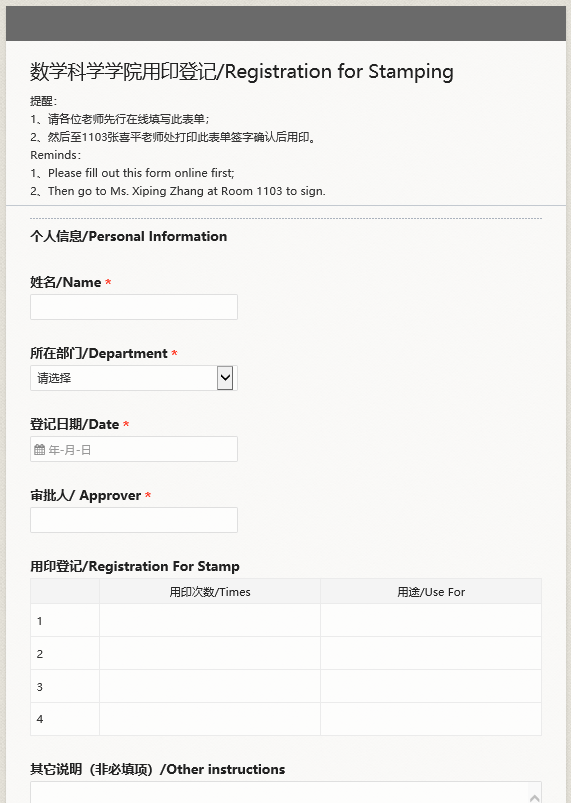 数学科学学院用印登记/Registration for Stamping
提醒：
1、请各位老师先行在线填写此表单；
2、然后至1103张喜平老师处打印此表单签字确认后用印。
Reminds：
1、Please fill out this form online first;
2、Then go to Ms. Xiping Zhang at Room 1103 to sign.
个人信息/Personal Information
姓名/Name *
所在部门/Department *
请选择
登记日期/Date *
年-月-日
审批人/ Approver *
用印登记/Registration For Stamp
用印次数/Times 用途/Use For
1
2
3
4
其它说明（非必填项）/Other instructions